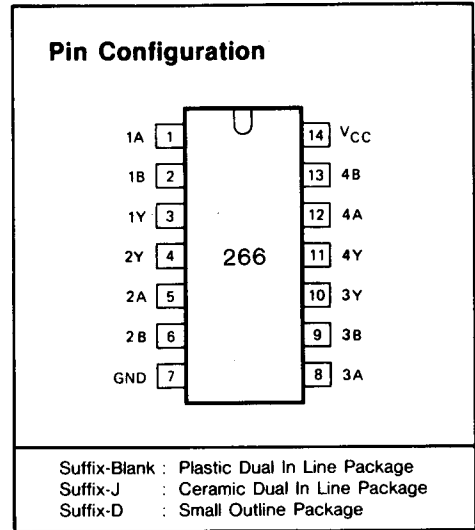 Pin Configuration
1A 1 14 VCC
1B 2 13 4B
1Y 3 12 4A
2Y 4 266 11 4Y
2A 5 10 3Y
2B 6 9 3B
GND 7 8 3A
Suffix-Blank : Plastic Dual In Line Package
Suffix-J : Ceramic Dual In Line Package
Suffix-D : Small Outline Package